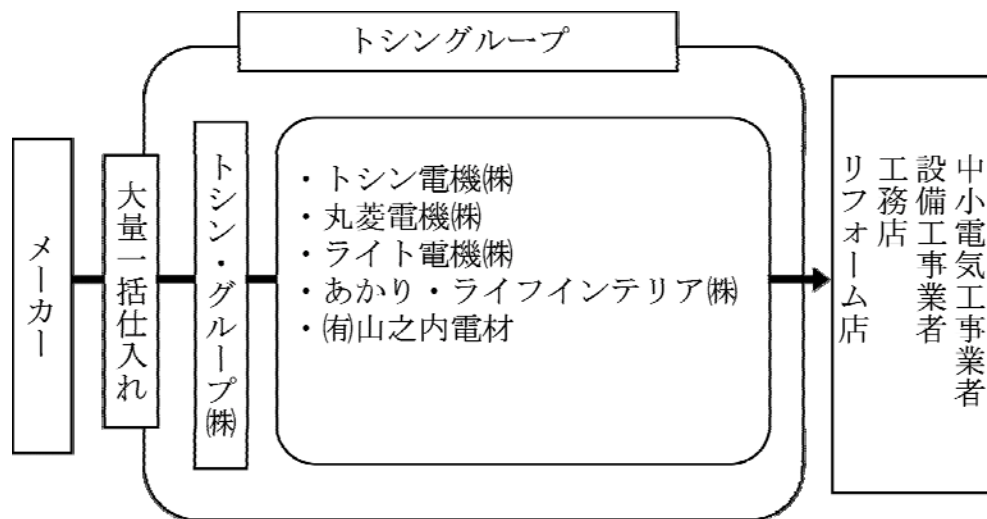 トシングループ
メーカー
大量一括仕入れ
トシン・グループ㈱
・トシン電機㈱
・丸菱電機㈱
・ライト電機㈱
・あかり・ライフインテリア㈱
・㈲山之内電材
中小電気工事業者
設備工事業者
工務店
リフォーム店